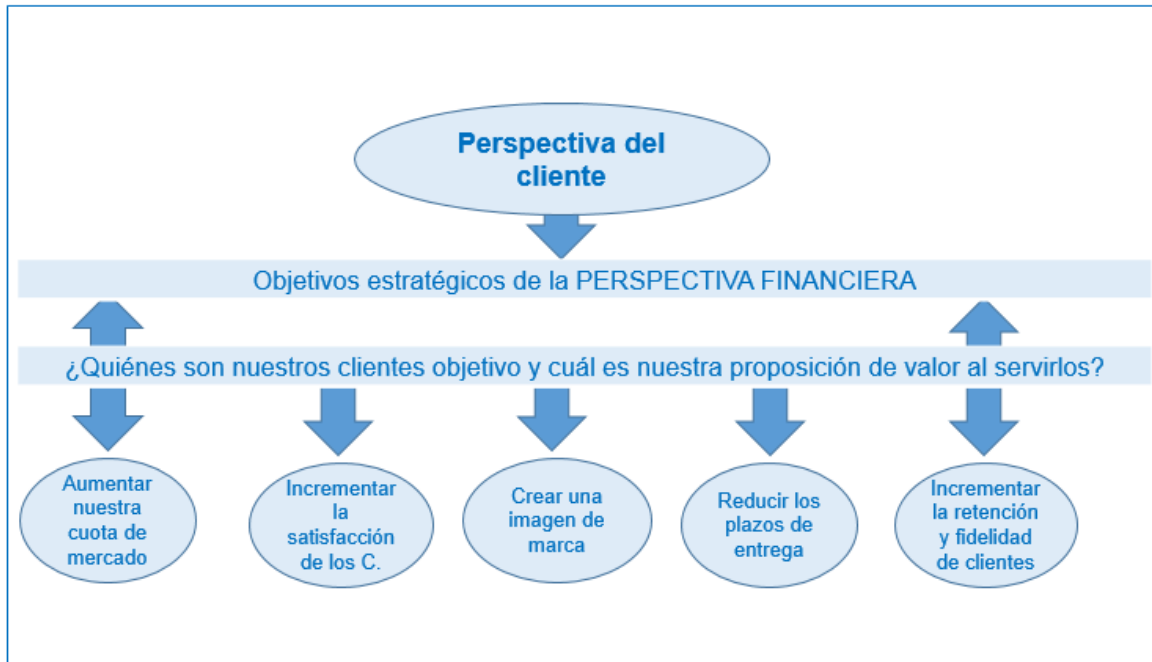 Perspectiva del
cliente
Objetivos estratégicos de la PERSPECTIVA FINANCIERA
¿Quiénes son nuestros clientes objetivo y cuál es nuestra proposición de valor al servirlos?
Aumentar
nuestra
cuota de
mercado
Incrementar
la
satisfacción
de los C.
Crear una
imagen de
marca
Reducir los
plazos de
entrega
Incrementar
la retención
y fidelidad
de clientes